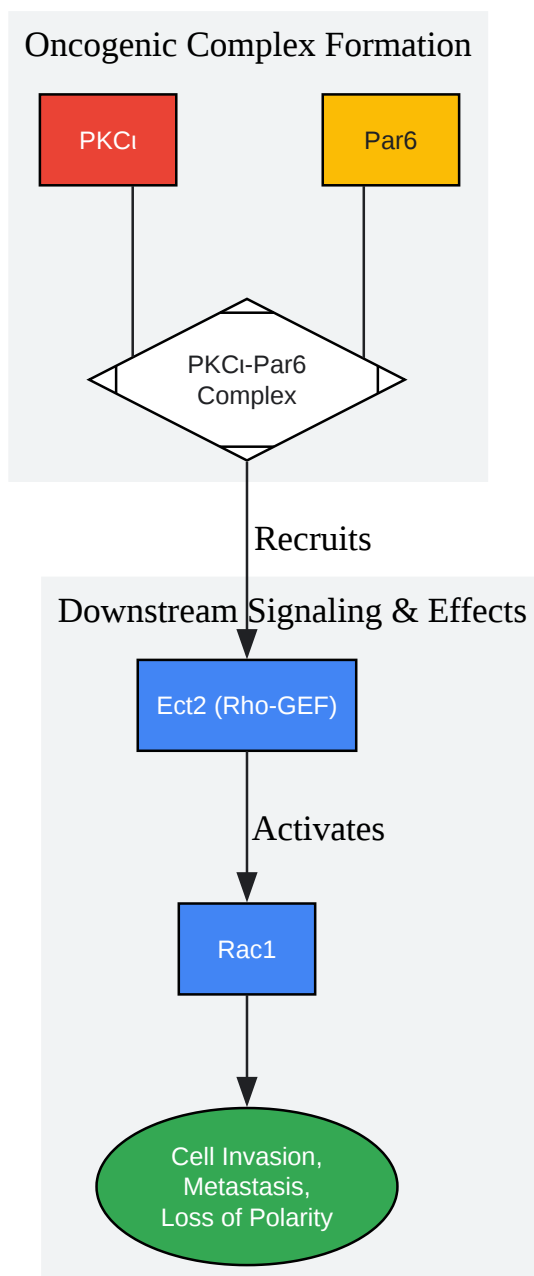 Oncogenic Complex Formation
PKCι
Par6
PKCι-Par6
Complex
Recruits
Downstream Signaling & Effects
Ect2 (Rho-GEF)
Activates
Rac1
Cell Invasion,
Metastasis,
Loss of Polarity